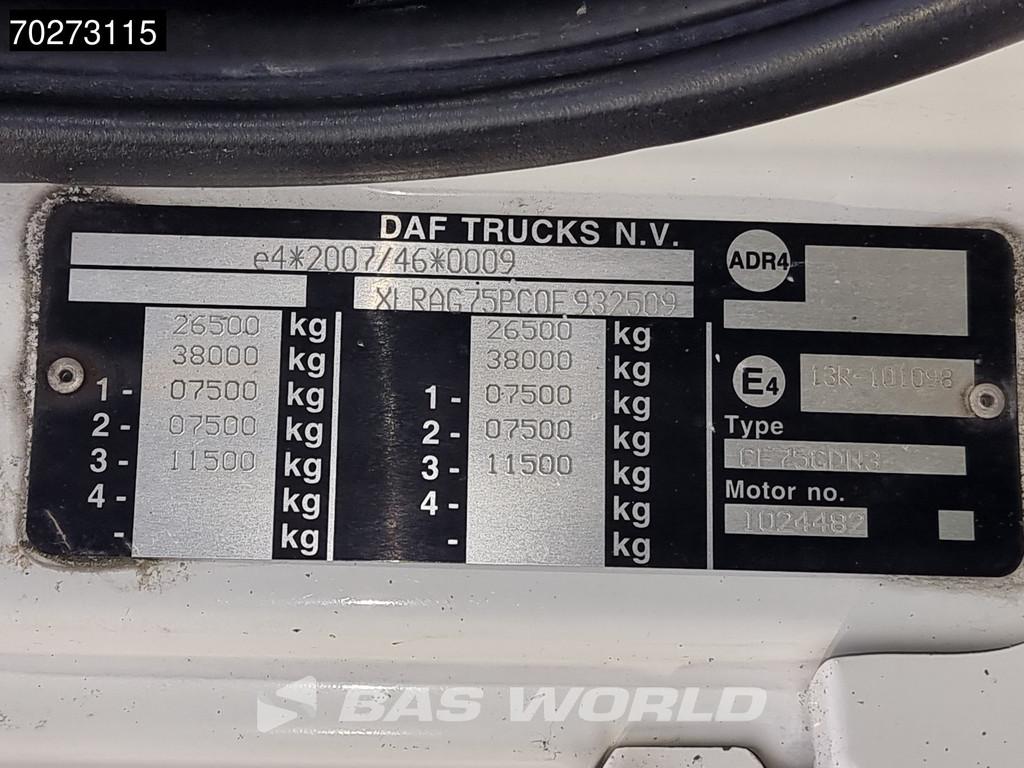 70273115
DAF TRUCKS N.V.
e4*2007/46*0009
XLRAG75PC0E932509
ADR4
26500 kg
38000 kg
1 - 07500 kg
2 - 07500 kg
3 - 11500 kg
4 - kg
- kg
26500 kg
38000 kg
1 - 07500 kg
2 - 07500 kg
3 - 11500 kg
4 - kg
- kg
E4 13R-101098
Type
Motor no.
1024482
BAS WORLD